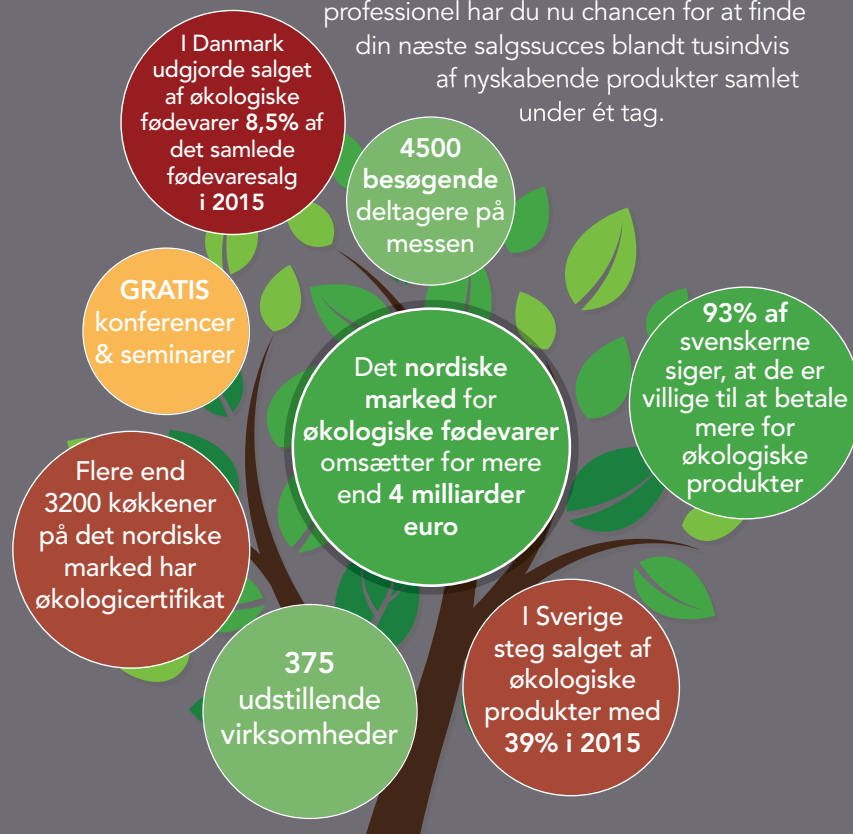 professionel har du nu chancen for at finde
din næste salgssucces blandt tusindvis
af nyskabende produkter samlet
under ét tag.
I Danmark
udgjorde salget
af økologiske
fødevarer 8,5% af
det samlede
fødevaresalg
i 2015
4500
besøgende
deltagere på
messen
GRATIS
konferencer
& seminarer
Det nordiske
marked for
økologiske fødevarer
omsætter for mere
end 4 milliarder
euro
93% af
svenskerne
siger, at de er
villige til at betale
mere for
økologiske
produkter
Flere end
3200 køkkener
på det nordiske
marked har
økologicertifikat
375
udstillende
virksomheder
I Sverige
steg salget af
økologiske
produkter med
39% i 2015